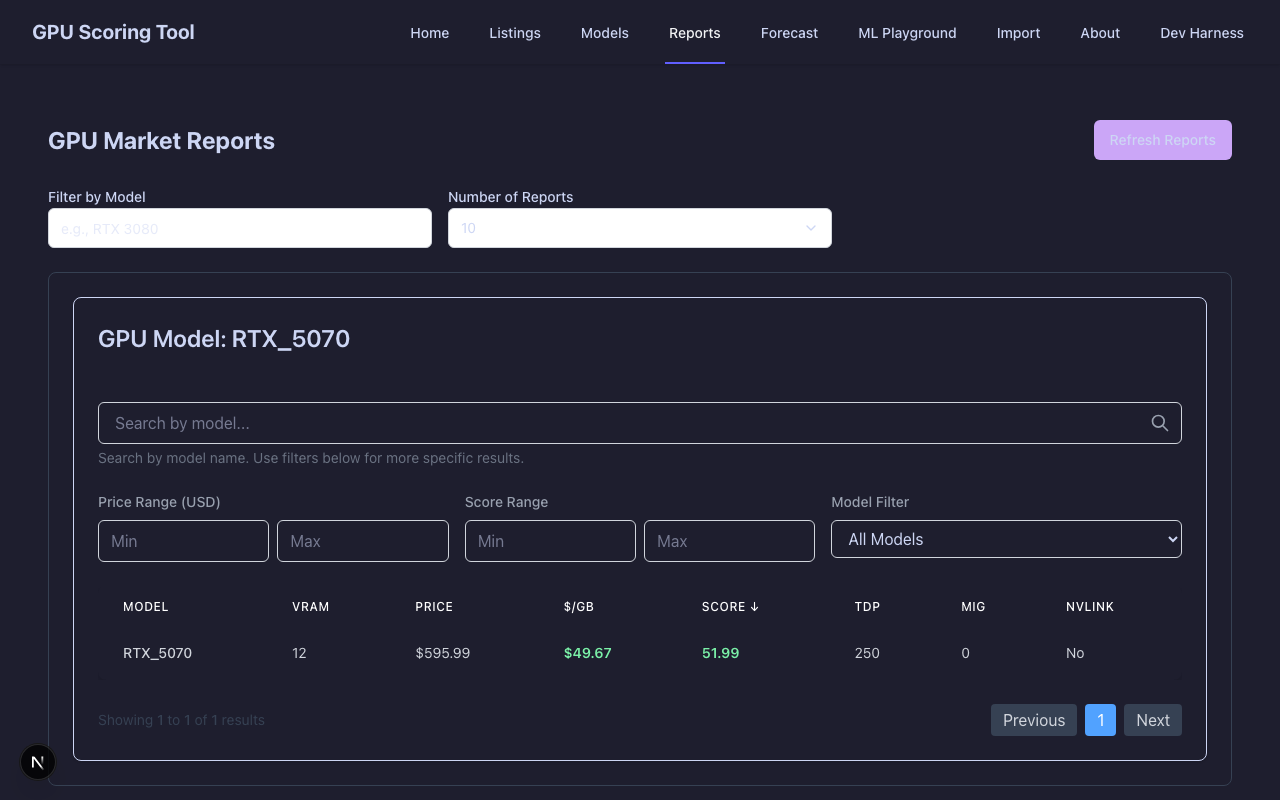 GPU Scoring Tool
Home Listings Models Reports Forecast ML Playground Import About Dev Harness
GPU Market Reports
Refresh Reports
Filter by Model Number of Reports
e.g., RTX 3080 10
GPU Model: RTX_5070
Search by model...
Search by model name. Use filters below for more specific results.
Price Range (USD) Score Range Model Filter
Min Max Min Max All Models
MODEL VRAM PRICE $/GB SCORE ↓ TDP MIG NVLINK
RTX_5070 12 $595.99 $49.67 51.99 250 0 No
Showing 1 to 1 of 1 results Previous 1 Next
N